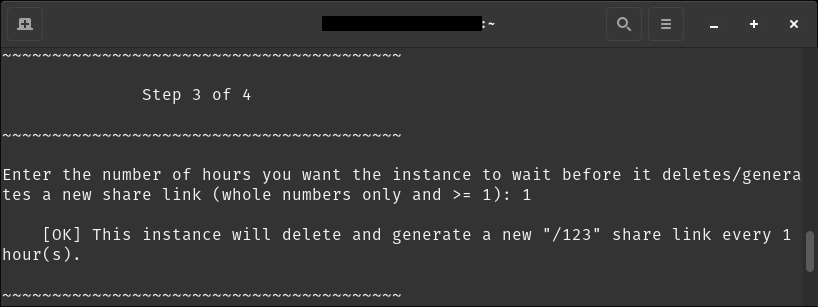 :~
~~~~~~~~~~~~~~~~~~~~~~~~~~~~~~~~~~~~~~~~
Step 3 of 4
~~~~~~~~~~~~~~~~~~~~~~~~~~~~~~~~~~~~~~~~
Enter the number of hours you want the instance to wait before it deletes/genera
tes a new share link (whole numbers only and >= 1): 1
[OK] This instance will delete and generate a new "/123" share link every 1
hour(s).
~~~~~~~~~~~~~~~~~~~~~~~~~~~~~~~~~~~~~~~~